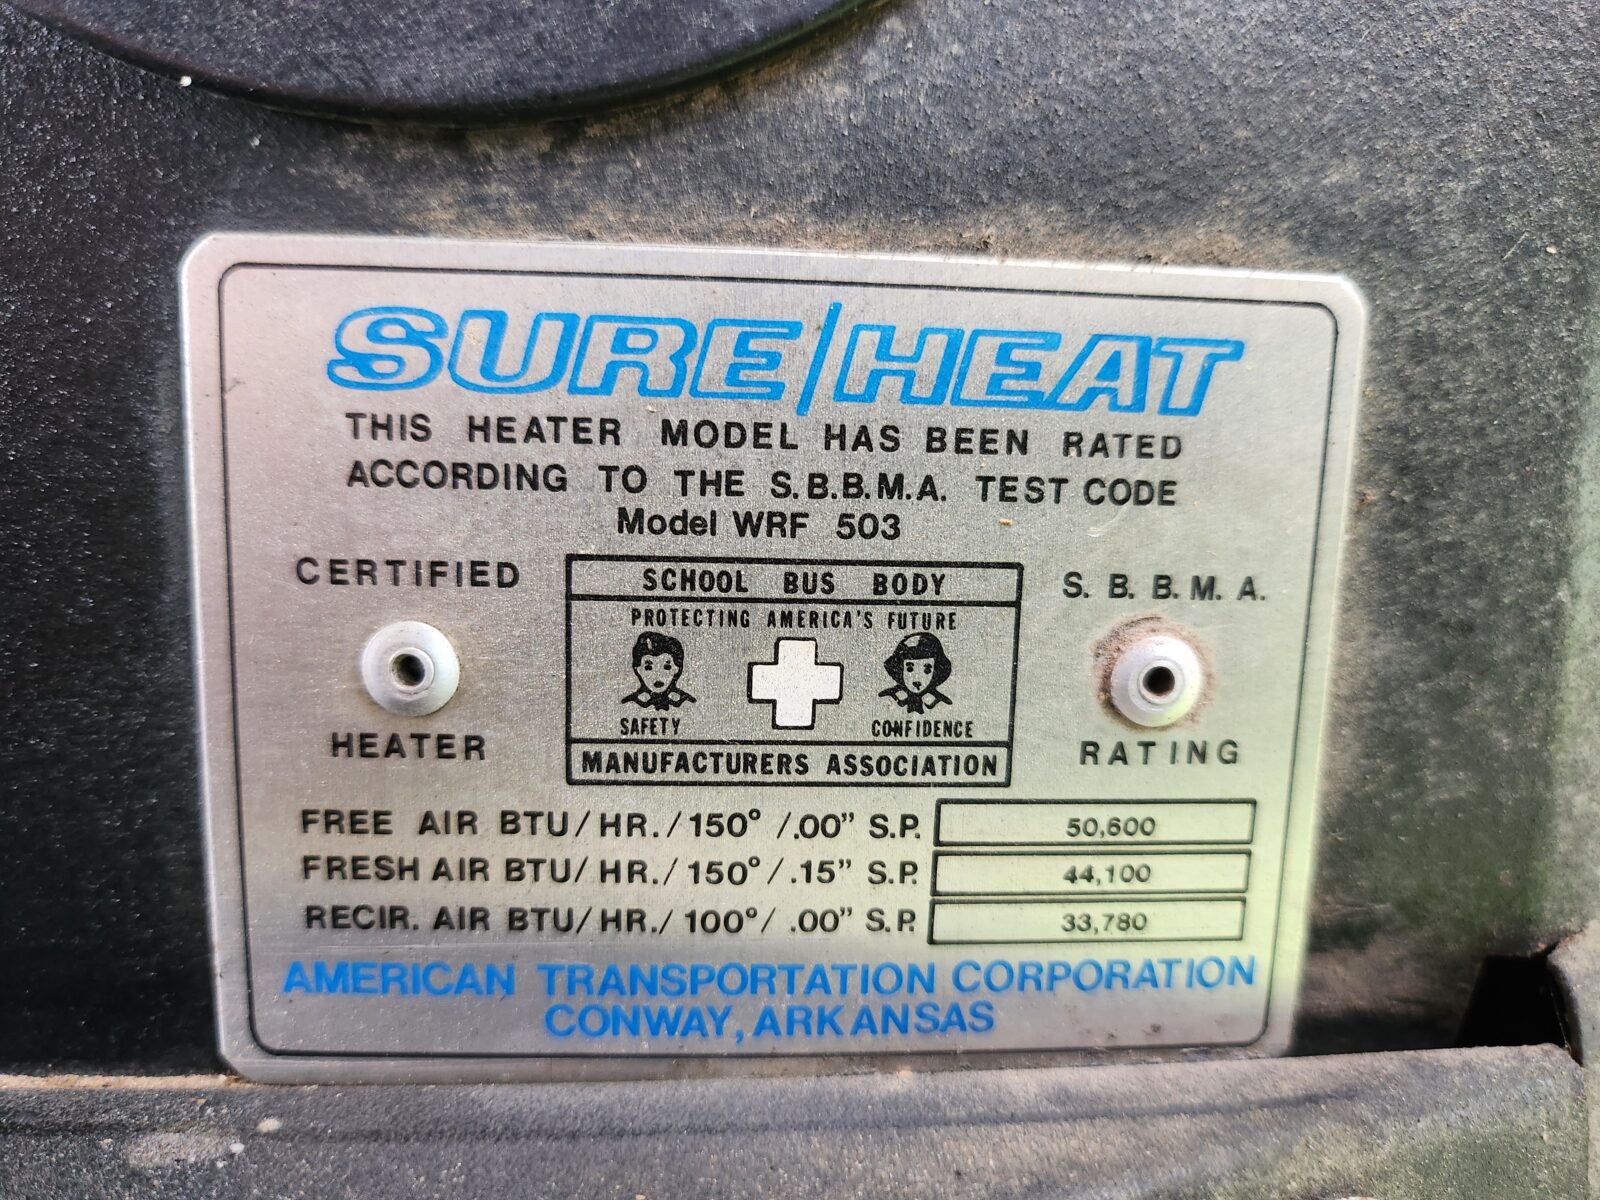 SURE/HEAT
THIS HEATER MODEL HAS BEEN RATED
ACCORDING TO THE S.B.B.M.A. TEST CODE
Model WRF 503
CERTIFIED
HEATER
SCHOOL BUS BODY
PROTECTING AMERICA'S FUTURE
SAFETY
CONFIDENCE
MANUFACTURERS ASSOCIATION
S. B. B. M. A.
RATING
FREE AIR BTU/HR./150°/.00" S.P. 50,600
FRESH AIR BTU/HR./150°/.15" S.P. 44,100
RECIR. AIR BTU/HR./100°/.00" S.P. 33,780
AMERICAN TRANSPORTATION CORPORATION
CONWAY, ARKANSAS